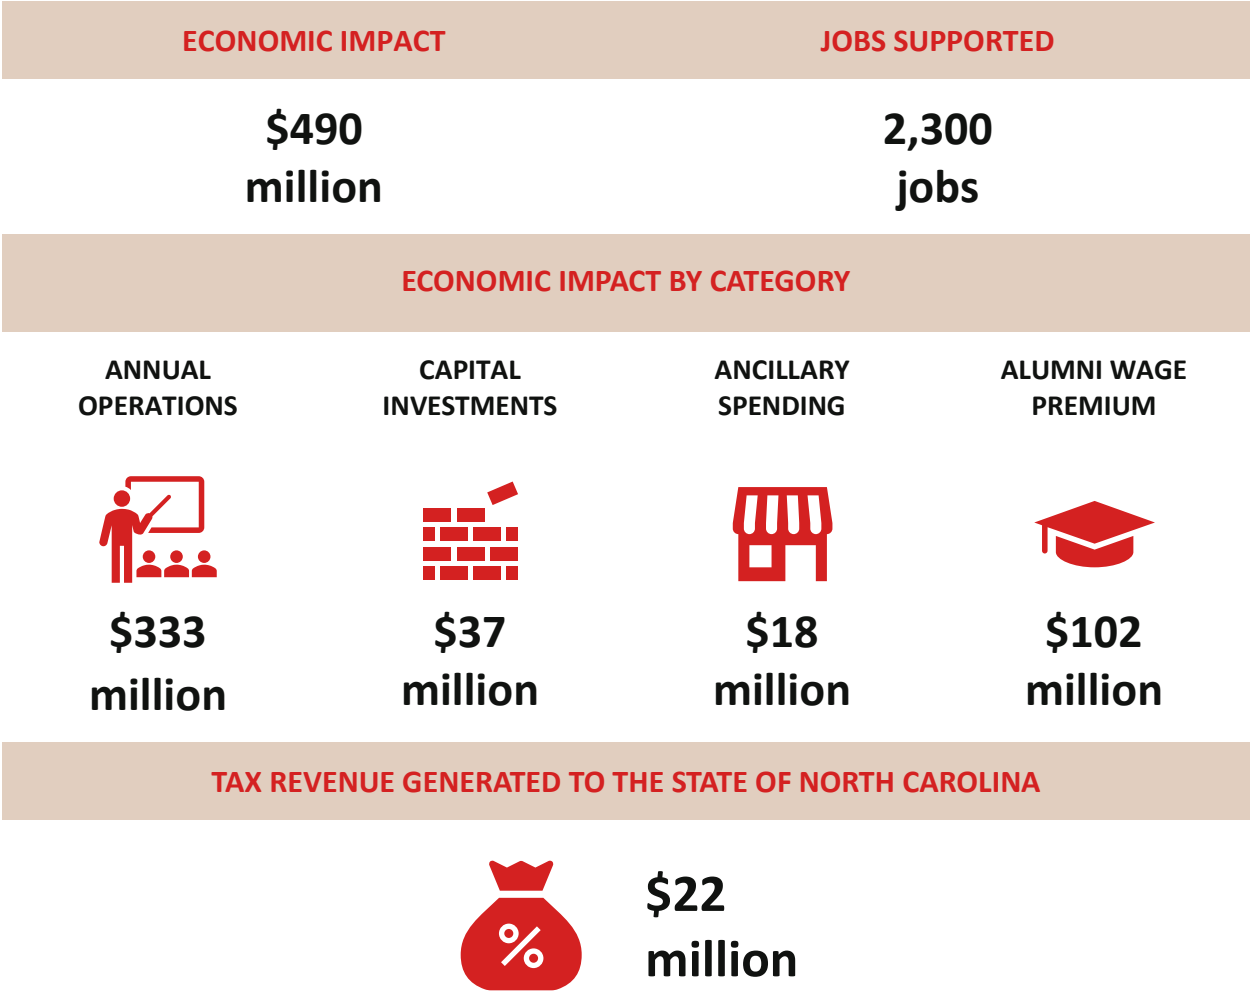 ECONOMIC IMPACT
JOBS SUPPORTED
$490
million
2,300
jobs
ECONOMIC IMPACT BY CATEGORY
ANNUAL
OPERATIONS
CAPITAL
INVESTMENTS
ANCILLARY
SPENDING
ALUMNI WAGE
PREMIUM
$333
million
$37
million
$18
million
$102
million
TAX REVENUE GENERATED TO THE STATE OF NORTH CAROLINA
%
$22
million